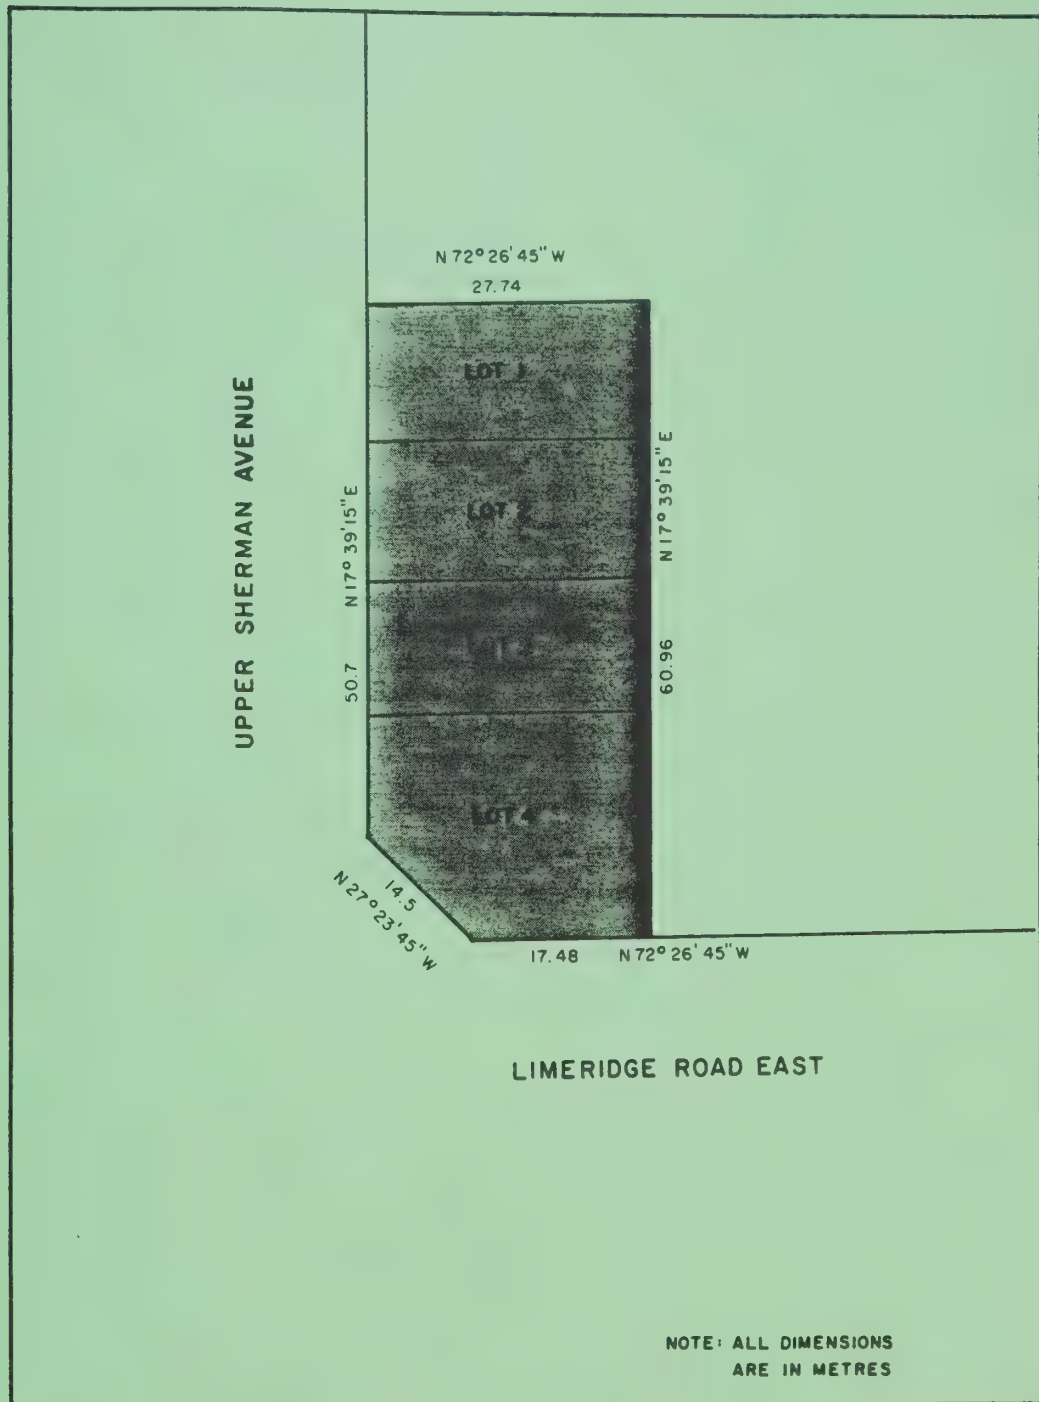 N 72° 26' 45" W
27.74
LOT 1
UPPER SHERMAN AVENUE
N 17° 39' 15" E
50.7
LOT 2
N 17° 39' 15" E
60.96
LOT
LOT 4
14.5
N 27° 23' 45" W
17.48 N 72° 26' 45" W
LIMERIDGE ROAD EAST
NOTE: ALL DIMENSIONS
ARE IN METRES